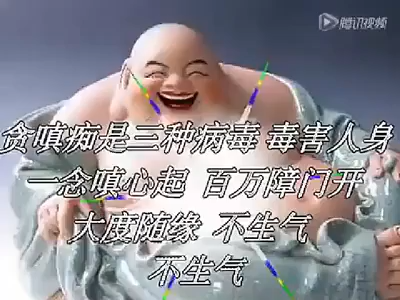 腾讯视频
贪嗔痴是三种病毒 毒害人身
一念嗔心起 百万障门开
大度随缘 不生气
不生气